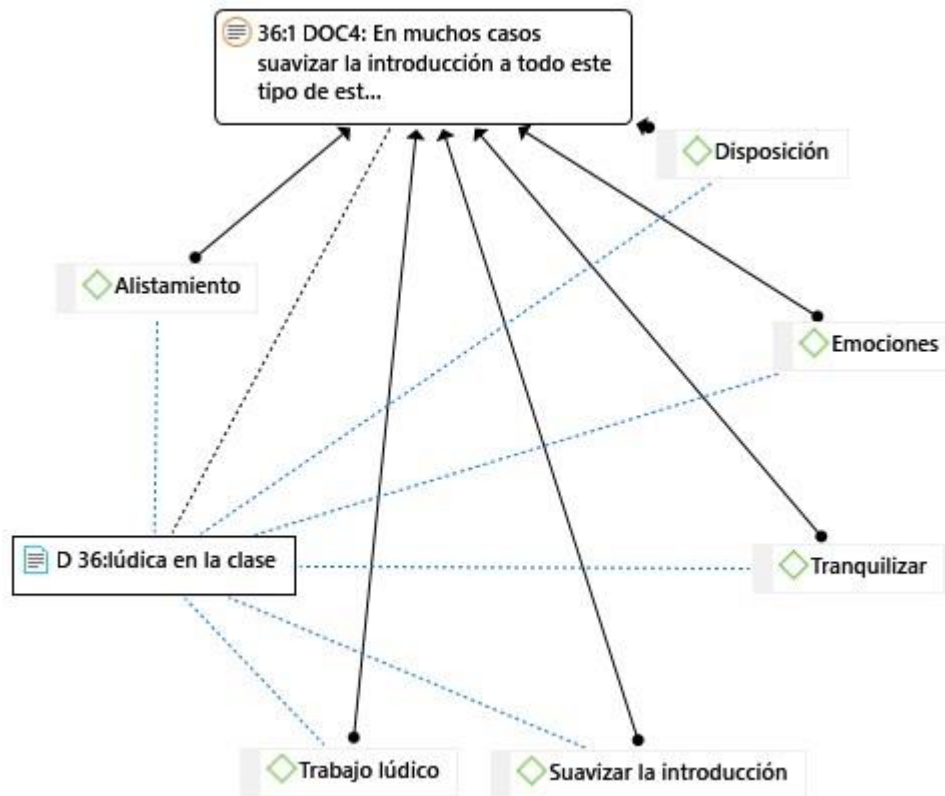 36:1 DOC4: En muchos casos
suavizar la introducción a todo este
tipo de est...
Disposición
Alistamiento
Emociones
D 36:lúdica en la clase
Tranquilizar
Trabajo lúdico
Suavizar la introducción